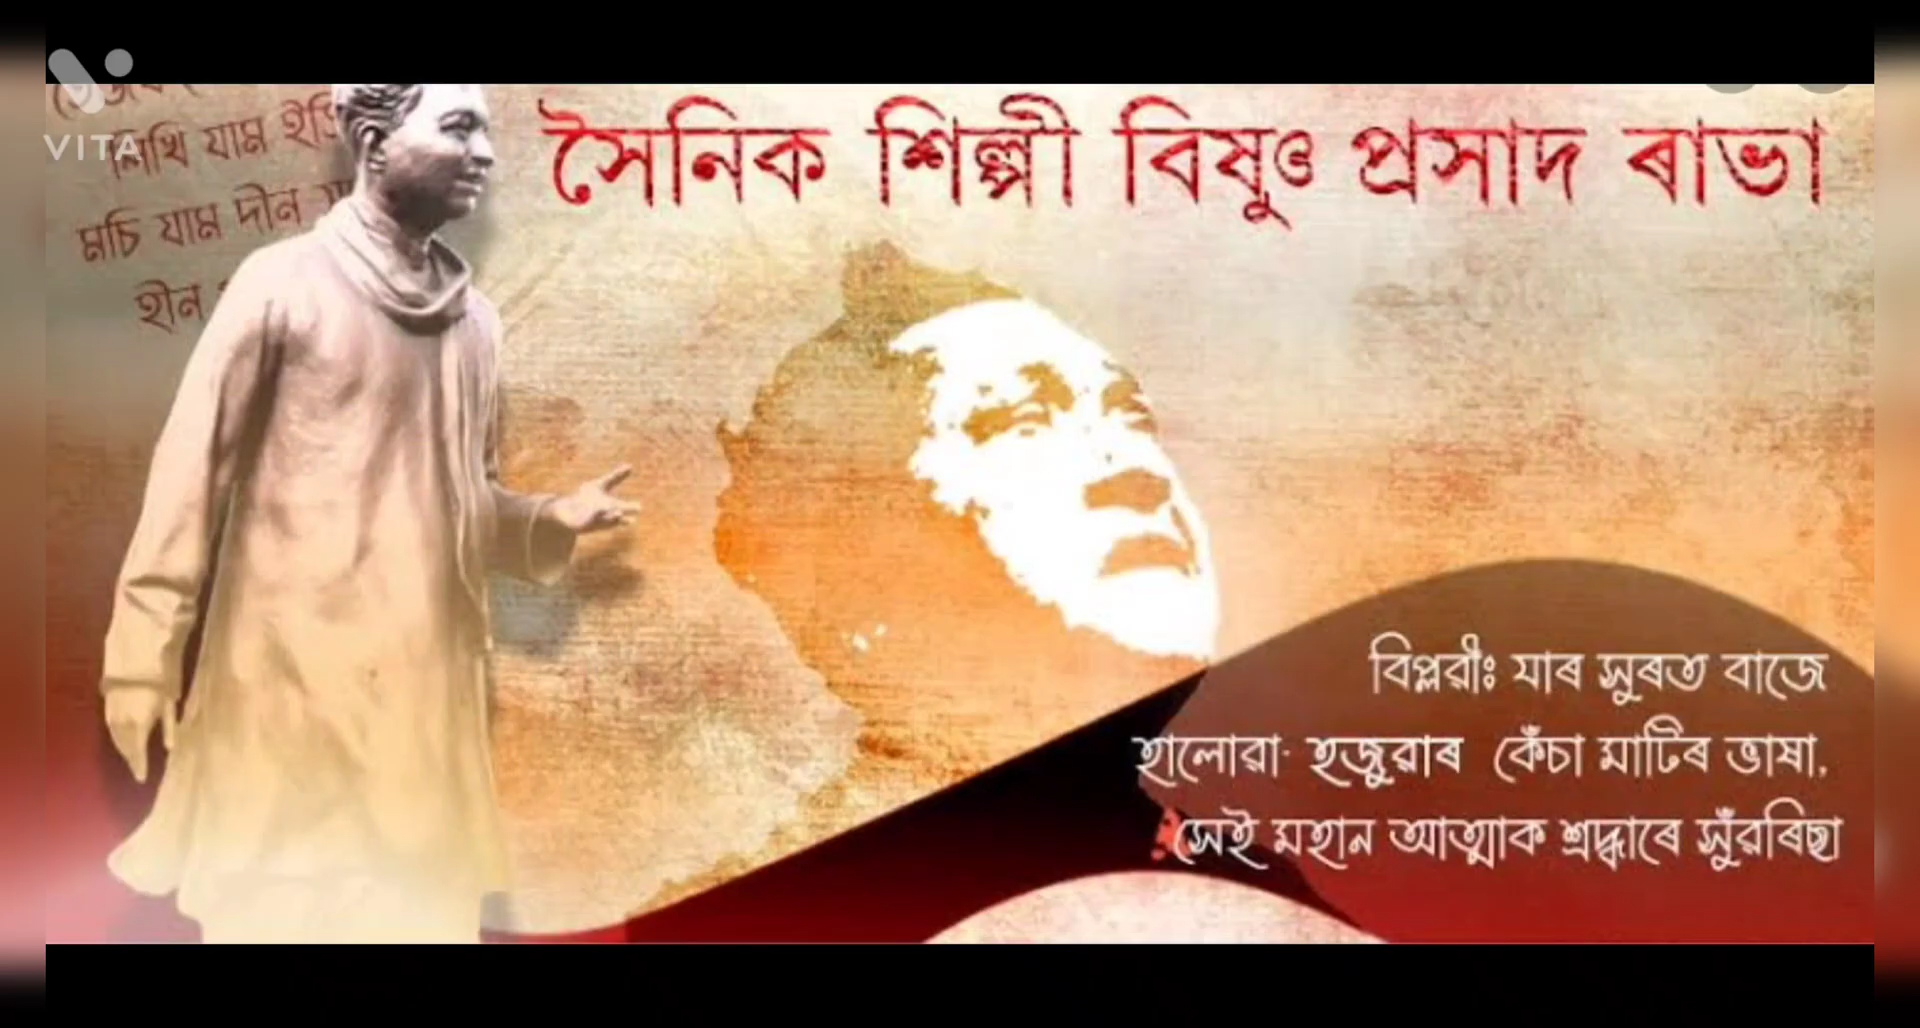 VITA
লিখি যাম
মচি যাম দীন
হীন
সৈনিক শিল্পী বিষ্ণু প্ৰসাদ ৰাভা
বিপ্লৱীঃ যাৰ সুৰত বাজে
হালোৱা- হজুৱাৰ কেঁচা মাটিৰ ভাষা,
সেই মহান আত্মাক শ্ৰদ্ধাৰে সুঁৱৰিছা